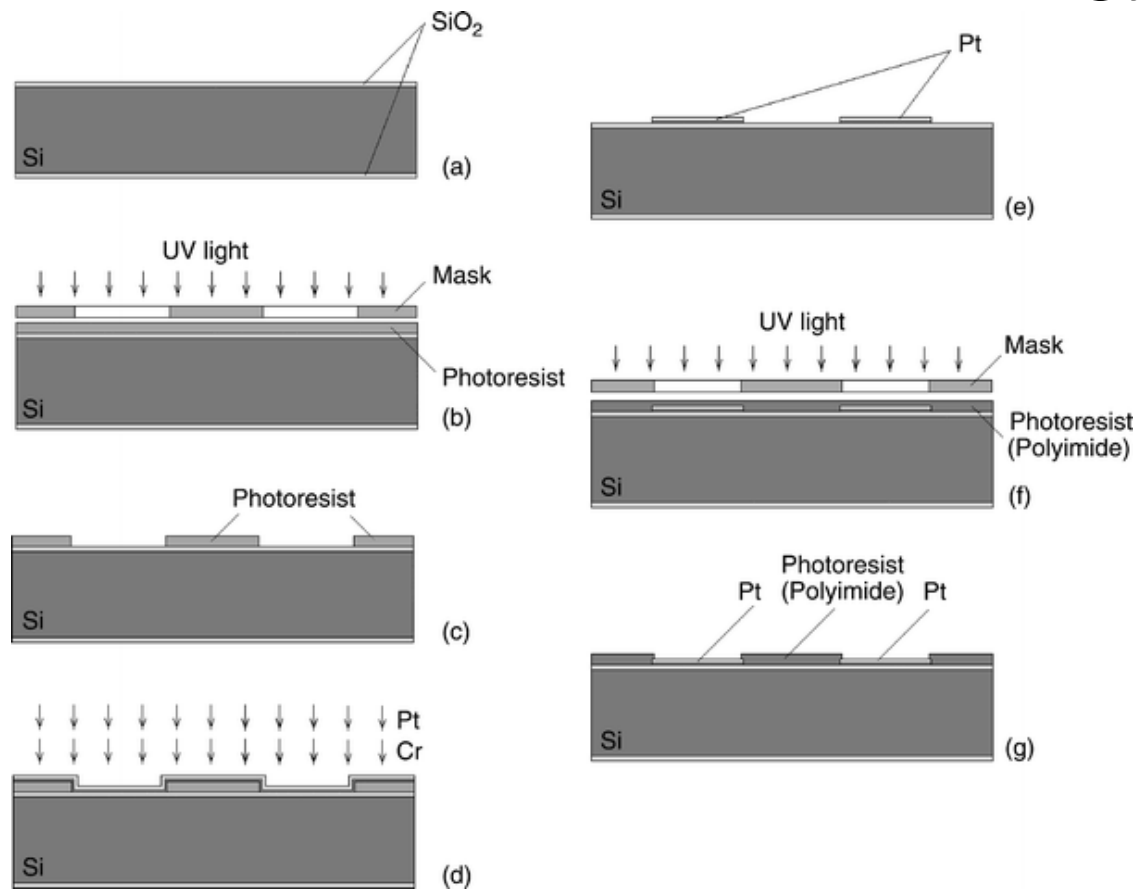 SiO2
Si
(a)
UV light
Mask
Photoresist
Si
(b)
Photoresist
Si
(c)
Pt
Cr
Si
(d)
Pt
Si
(e)
UV light
Mask
Photoresist
(Polyimide)
Si
(f)
Photoresist
Pt (Polyimide) Pt
Si
(g)